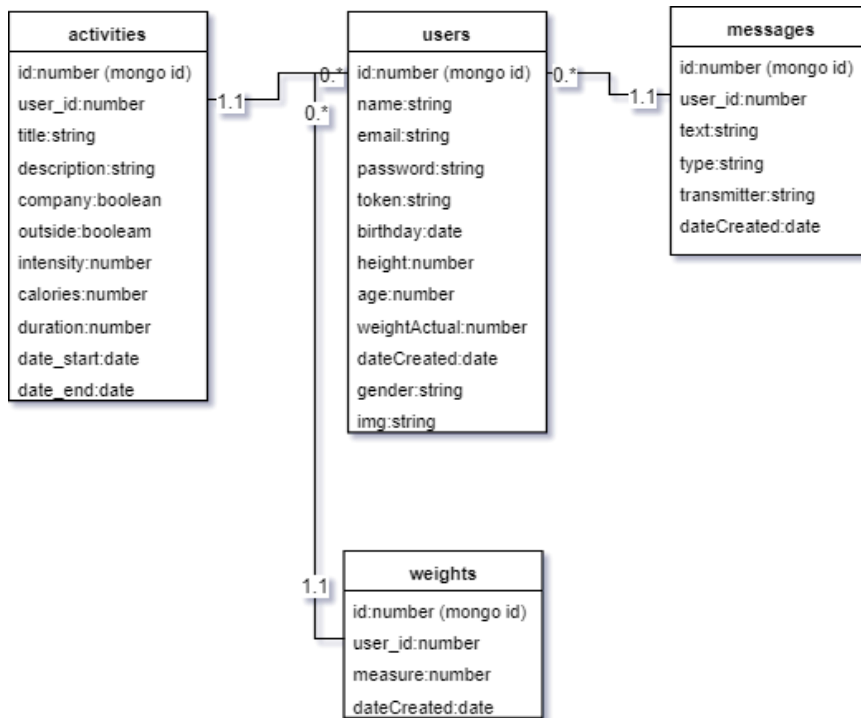 activities
id:number (mongo id)
user_id:number
title:string
description:string
company:boolean
outside:booleam
intensity:number
calories:number
duration:number
date_start:date
date_end:date
1.1
0.*
0.*
users
id:number (mongo id)
name:string
email:string
password:string
token:string
birthday:date
height:number
age:number
weightActual:number
dateCreated:date
gender:string
img:string
0.*
1.1
messages
id:number (mongo id)
user_id:number
text:string
type:string
transmitter:string
dateCreated:date
1.1
weights
id:number (mongo id)
user_id:number
measure:number
dateCreated:date